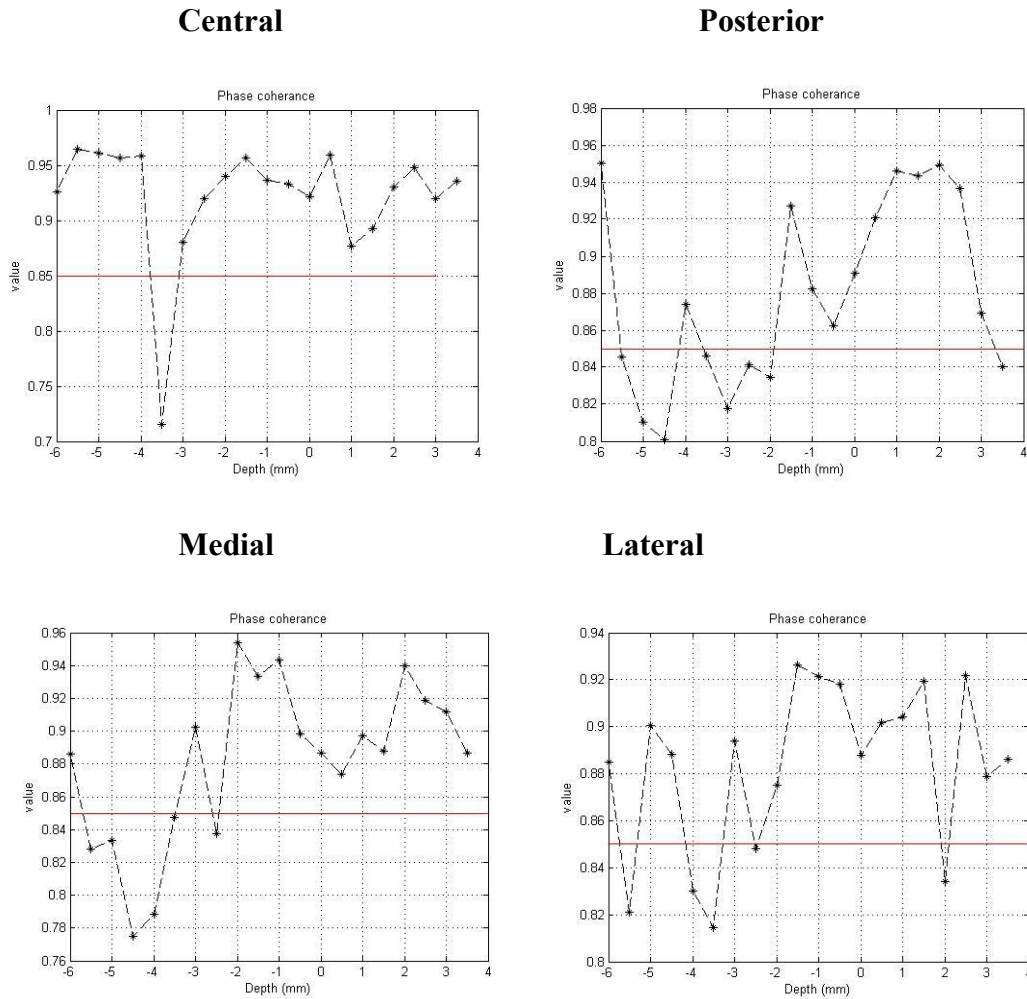 Central
Posterior
Phase coherance
1
0.95
0.9
0.85
0.8
0.75
0.7
value
-6 -5 -4 -3 -2 -1 0 1 2 3 4
Depth (mm)
Phase coherance
0.98
0.96
0.94
0.92
0.9
0.88
0.86
0.84
0.82
0.8
value
-6 -5 -4 -3 -2 -1 0 1 2 3 4
Depth (mm)
Medial
Lateral
Phase coherance
0.96
0.94
0.92
0.9
0.88
0.86
0.84
0.82
0.8
0.78
0.76
value
-6 -5 -4 -3 -2 -1 0 1 2 3 4
Depth (mm)
Phase coherance
0.94
0.92
0.9
0.88
0.86
0.84
0.82
0.8
value
-6 -5 -4 -3 -2 -1 0 1 2 3 4
Depth (mm)